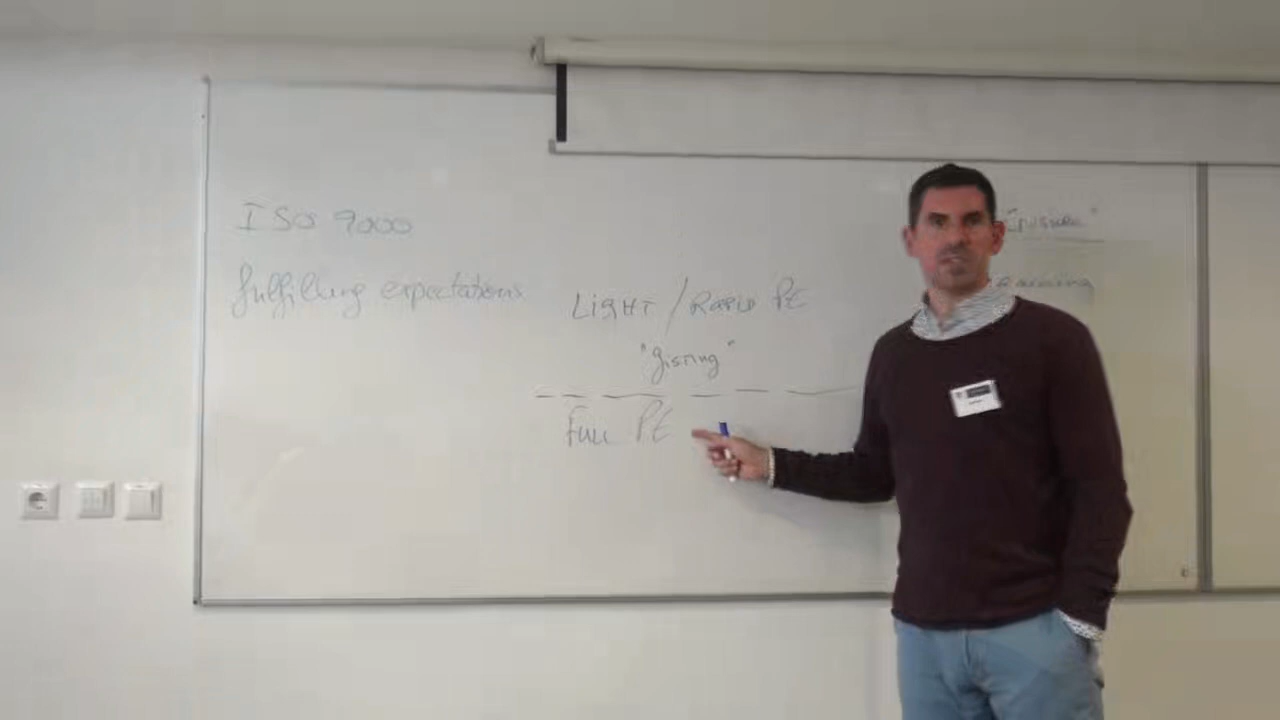 ISO 9000
fulfilling expectations
LIGHT / RAPID PE
"Gisting"
Full PE